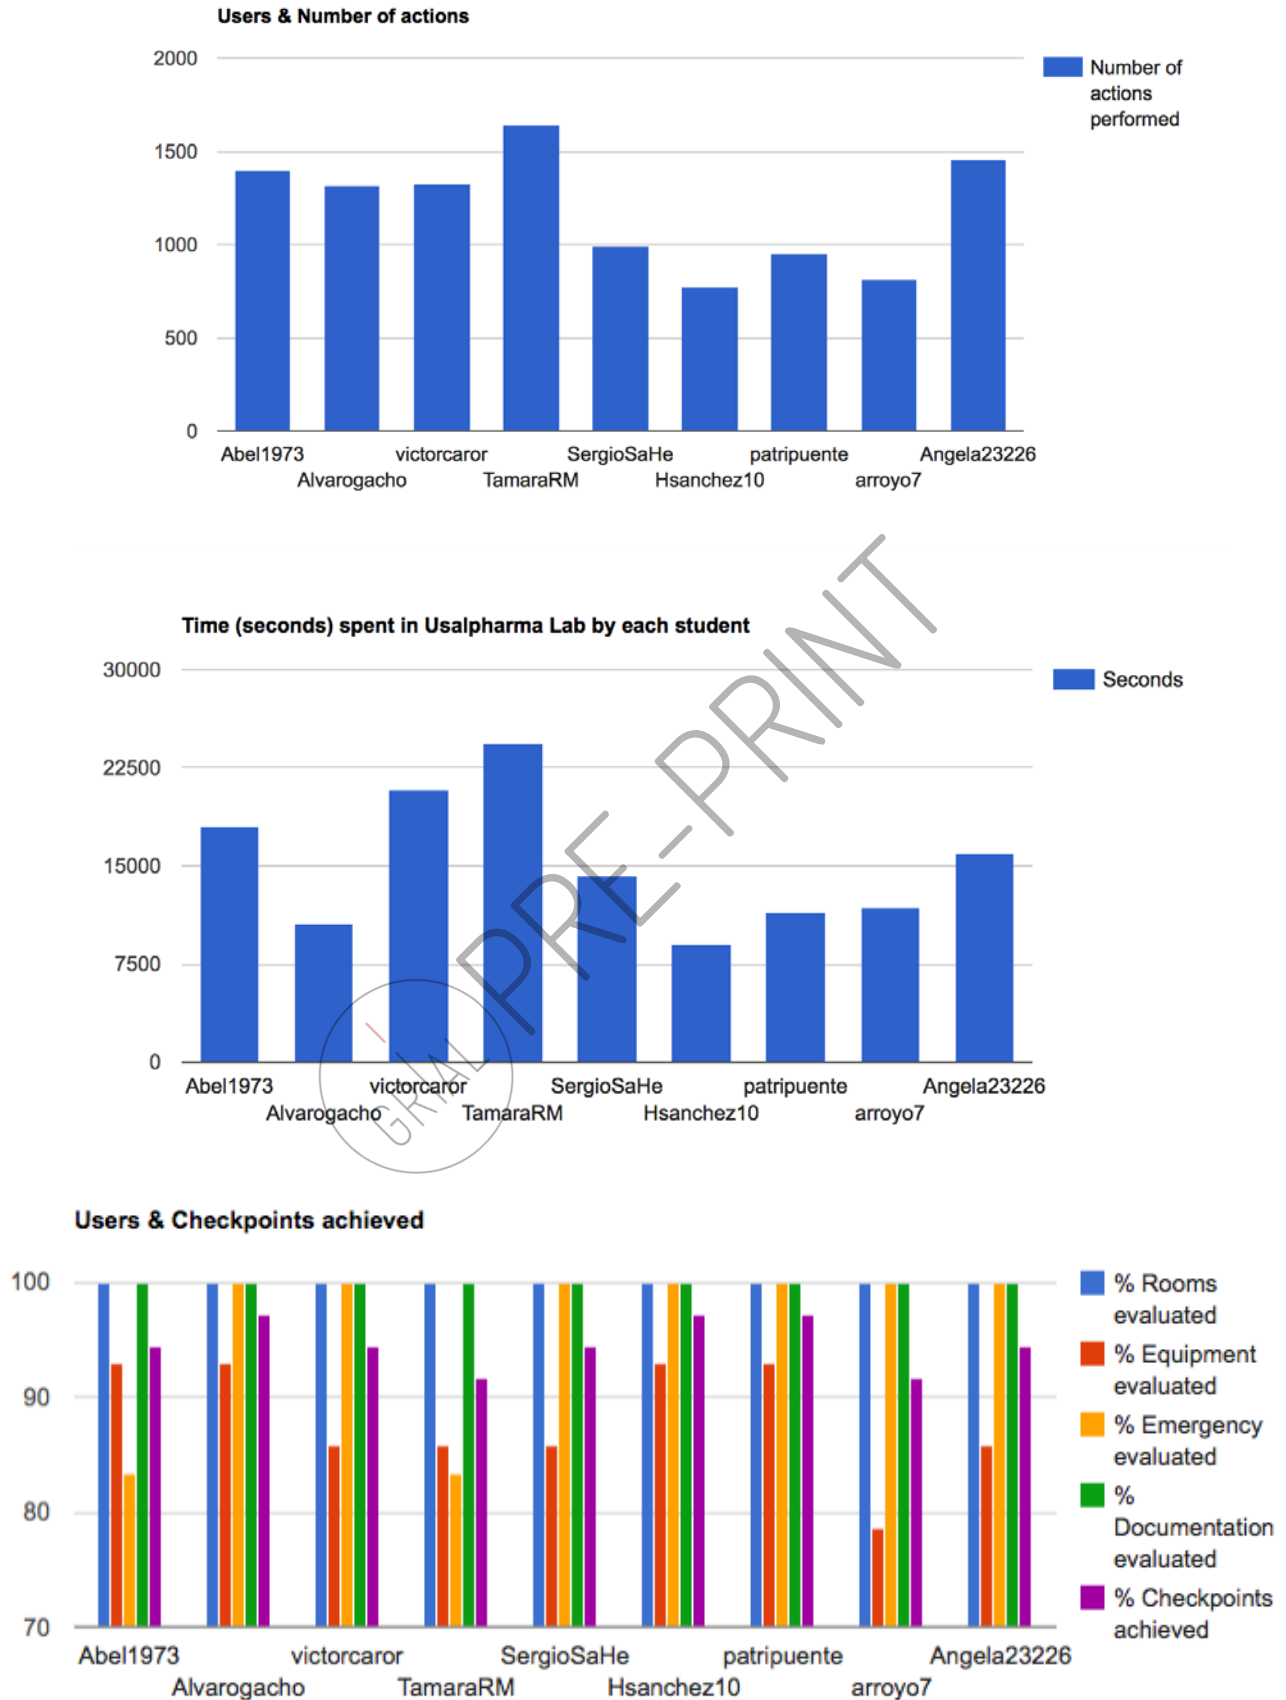 Users & Number of actions
2000
1500
1000
500
0
Number of
actions
performed
Abel1973
victorcaror
SergioSaHe
patripuente
Angela23226
Alvarogacho
TamaraRM
Hsanchez10
arroyo7
Time (seconds) spent in Usalpharma Lab by each student
30000
22500
15000
7500
0
Seconds
Abel1973
victorcaror
SergioSaHe
patripuente
Angela23226
Alvarogacho
TamaraRM
Hsanchez10
arroyo7
GRIAL PRE-PRINT
Users & Checkpoints achieved
100
90
80
70
% Rooms
evaluated
% Equipment
evaluated
% Emergency
evaluated
%
Documentation
evaluated
% Checkpoints
achieved
Abel1973
victorcaror
SergioSaHe
patripuente
Angela23226
Alvarogacho
TamaraRM
Hsanchez10
arroyo7